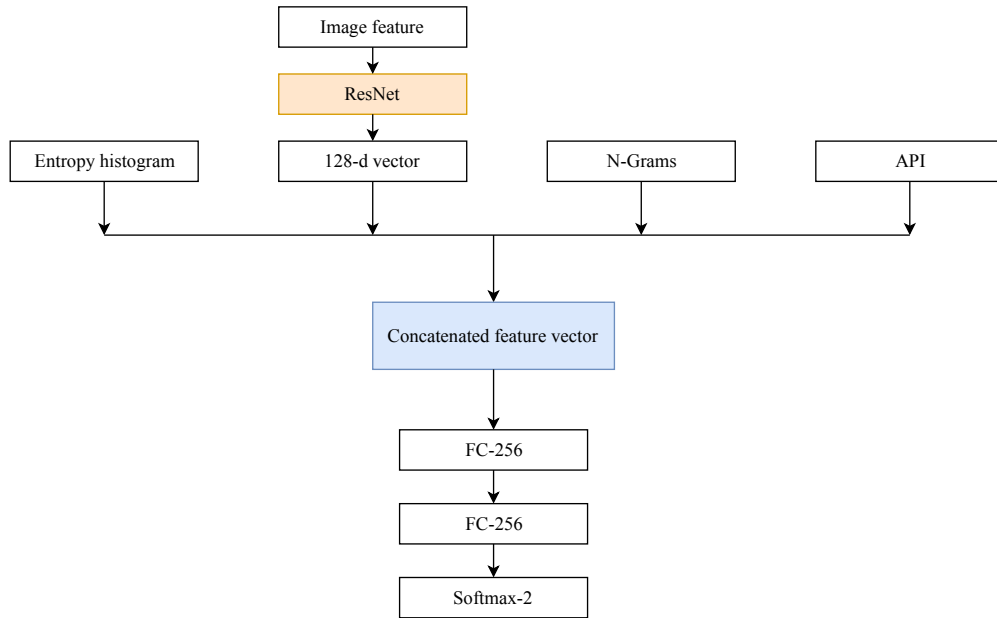 Image feature
ResNet
Entropy histogram
128-d vector
N-Grams
API
Concatenated feature vector
FC-256
FC-256
Softmax-2